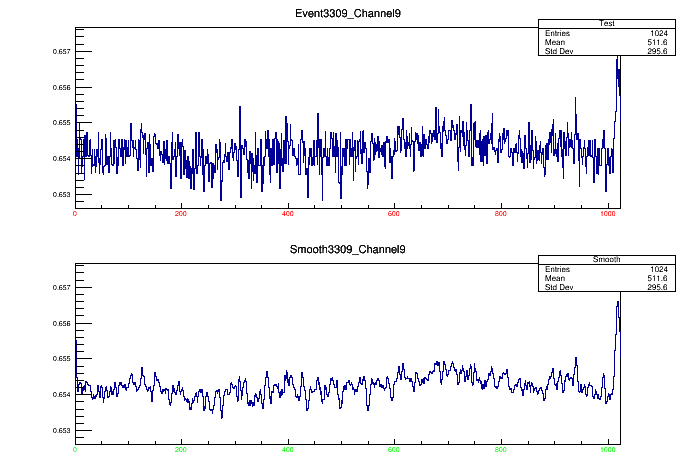 Event3309_Channel9
Test
Entries 1024
Mean 511.6
Std Dev 295.6
0.657
0.656
0.655
0.654
0.653
0 200 400 600 800 1000
Smooth3309_Channel9
Smooth
Entries 1024
Mean 511.6
Std Dev 295.6
0.657
0.656
0.655
0.654
0.653
0 200 400 600 800 1000